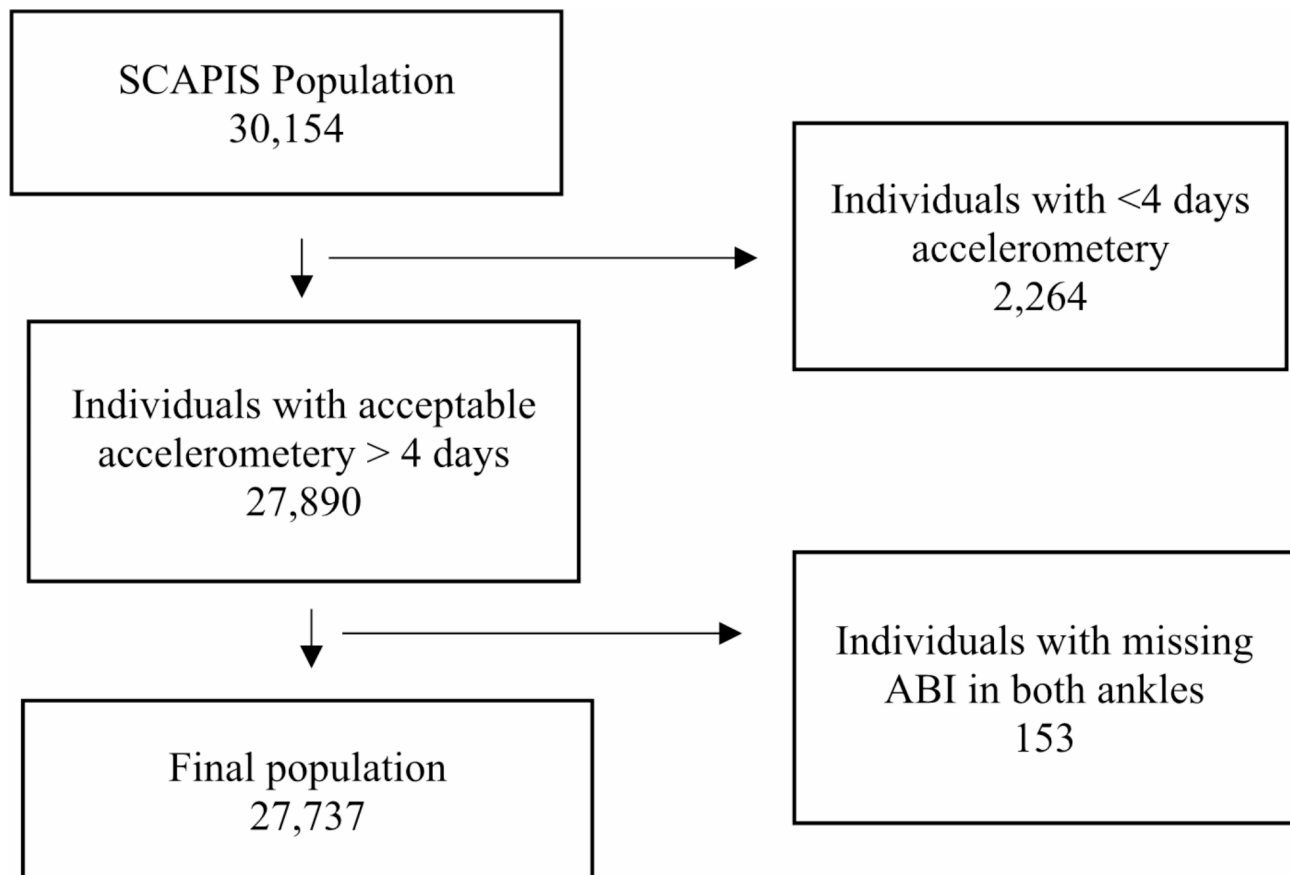 SCAPIS Population
30,154
Individuals with <4 days
accelerometery
2,264
Individuals with acceptable
accelerometery > 4 days
27,890
Individuals with missing
ABI in both ankles
153
Final population
27,737